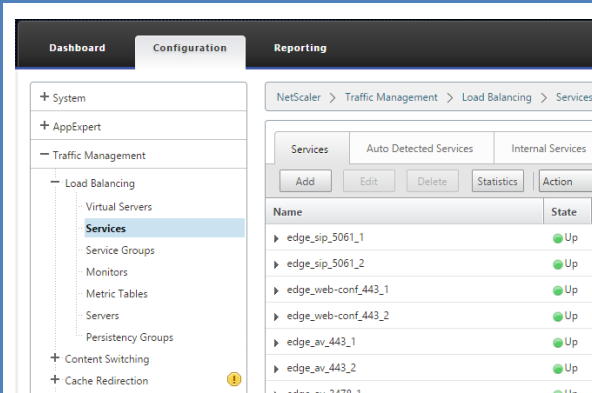 Dashboard Configuration Reporting
+ System
+ AppExpert
− Traffic Management
− Load Balancing
Virtual Servers
Services
Service Groups
Monitors
Metric Tables
Servers
Persistency Groups
+ Content Switching
+ Cache Redirection
NetScaler > Traffic Management > Load Balancing > Services
Services Auto Detected Services Internal Services
Add Edit Delete Statistics Action
Name State
edge_sip_5061_1 Up
edge_sip_5061_2 Up
edge_web-conf_443_1 Up
edge_web-conf_443_2 Up
edge_av_443_1 Up
edge_av_443_2 Up